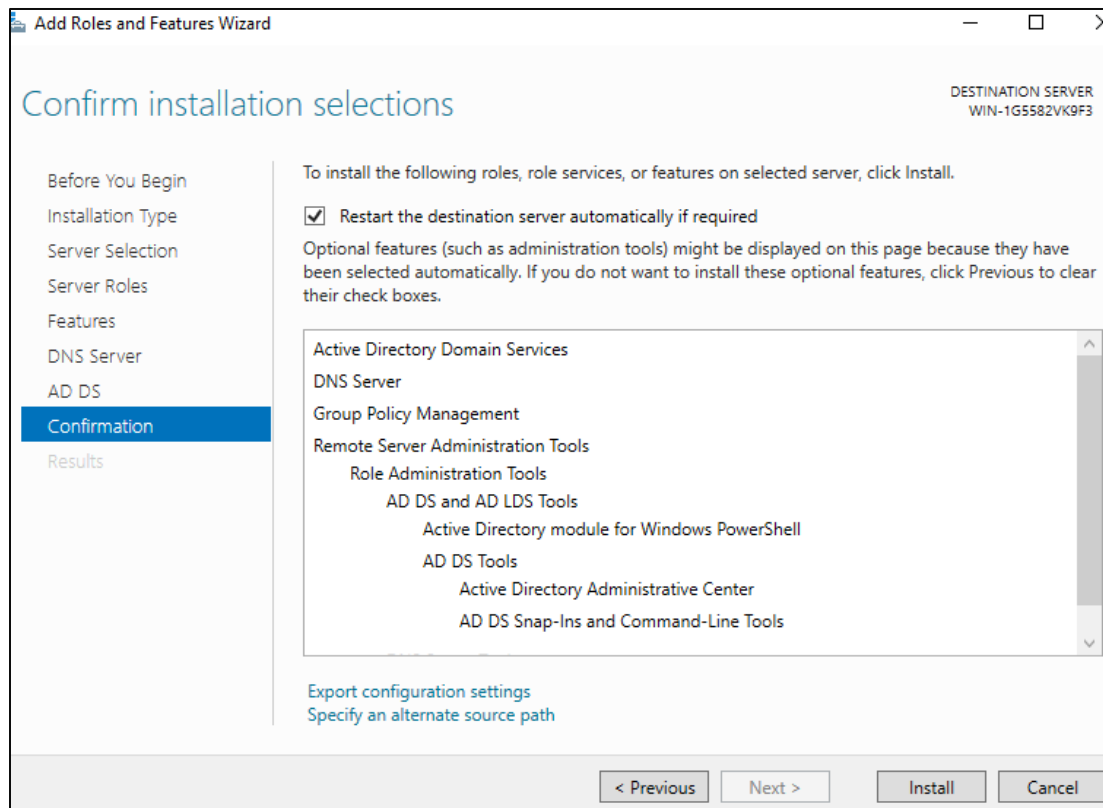 Add Roles and Features Wizard
Confirm installation selections
DESTINATION SERVER
WIN-1G5582VK9F3
Before You Begin
Installation Type
Server Selection
Server Roles
Features
DNS Server
AD DS
Confirmation
Results
To install the following roles, role services, or features on selected server, click Install.
Restart the destination server automatically if required
Optional features (such as administration tools) might be displayed on this page because they have
been selected automatically. If you do not want to install these optional features, click Previous to clear
their check boxes.
Active Directory Domain Services
DNS Server
Group Policy Management
Remote Server Administration Tools
Role Administration Tools
AD DS and AD LDS Tools
Active Directory module for Windows PowerShell
AD DS Tools
Active Directory Administrative Center
AD DS Snap-Ins and Command-Line Tools
Export configuration settings
Specify an alternate source path
< Previous
Next >
Install
Cancel